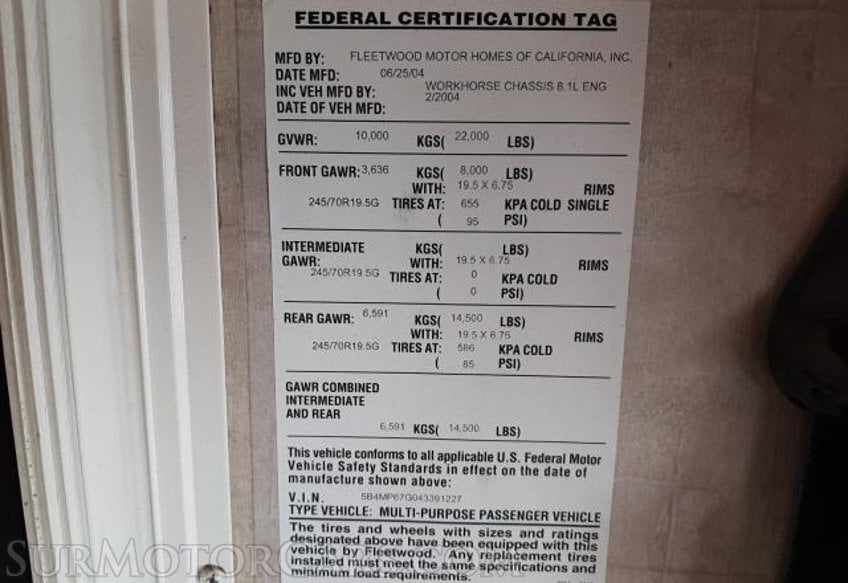 FEDERAL CERTIFICATION TAG
MFD BY: FLEETWOOD MOTOR HOMES OF CALIFORNIA, INC.
DATE MFD: 06/25/04
INC VEH MFD BY: WORKHORSE CHASSIS 8.1L ENG
DATE OF VEH MFD: 2/2004
GVWR: 10,000 KGS( 22,000 LBS)
FRONT GAWR: 3,636 KGS( 8,000 LBS)
WITH: 19.5 X 6.75 RIMS
245/70R19.5G TIRES AT: 655 KPA COLD SINGLE
( 95 PSI)
INTERMEDIATE KGS( LBS)
GAWR: WITH: 19.5 X 6.75 RIMS
245/70R19.5G TIRES AT: 0 KPA COLD
( 0 PSI)
REAR GAWR: 6,591 KGS( 14,500 LBS)
WITH: 19.5 X 6.75 RIMS
245/70R19.5G TIRES AT: 586 KPA COLD
( 85 PSI)
GAWR COMBINED
INTERMEDIATE
AND REAR
6,591 KGS( 14,500 LBS)
This vehicle conforms to all applicable U.S. Federal Motor
Vehicle Safety Standards in effect on the date of
manufacture shown above:
V.I.N. 5B4MP67G043391227
TYPE VEHICLE: MULTI-PURPOSE PASSENGER VEHICLE
The tires and wheels with sizes and ratings
designated above have been equipped with this
vehicle by Fleetwood. Any replacement tires
installed must meet the same specifications and
minimum load requirements.